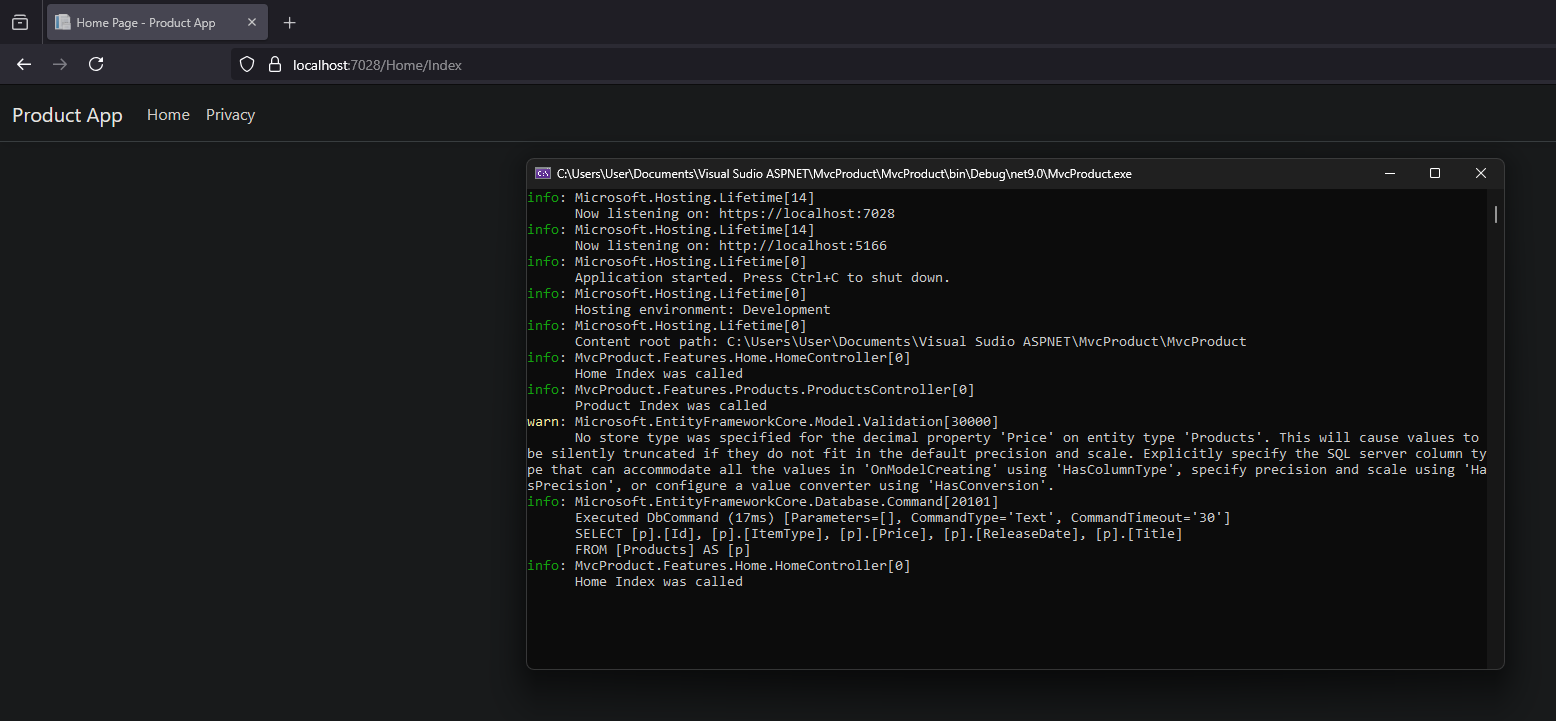 Home Page - Product App
localhost:7028/Home/Index
Product App Home Privacy
C:\Users\User\Documents\Visual Sudio ASPNET\MvcProduct\MvcProduct\bin\Debug\net9.0\MvcProduct.exe
info: Microsoft.Hosting.Lifetime[14]
Now listening on: https://localhost:7028
info: Microsoft.Hosting.Lifetime[14]
Now listening on: http://localhost:5166
info: Microsoft.Hosting.Lifetime[0]
Application started. Press Ctrl+C to shut down.
info: Microsoft.Hosting.Lifetime[0]
Hosting environment: Development
info: Microsoft.Hosting.Lifetime[0]
Content root path: C:\Users\User\Documents\Visual Sudio ASPNET\MvcProduct\MvcProduct
info: MvcProduct.Features.Home.HomeController[0]
Home Index was called
info: MvcProduct.Features.Products.ProductsController[0]
Product Index was called
warn: Microsoft.EntityFrameworkCore.Model.Validation[30000]
No store type was specified for the decimal property 'Price' on entity type 'Products'. This will cause values to
be silently truncated if they do not fit in the default precision and scale. Explicitly specify the SQL server column ty
pe that can accommodate all the values in 'OnModelCreating' using 'HasColumnType', specify precision and scale using 'Ha
sPrecision', or configure a value converter using 'HasConversion'.
info: Microsoft.EntityFrameworkCore.Database.Command[20101]
Executed DbCommand (17ms) [Parameters=[], CommandType='Text', CommandTimeout='30']
SELECT [p].[Id], [p].[ItemType], [p].[Price], [p].[ReleaseDate], [p].[Title]
FROM [Products] AS [p]
info: MvcProduct.Features.Home.HomeController[0]
Home Index was called